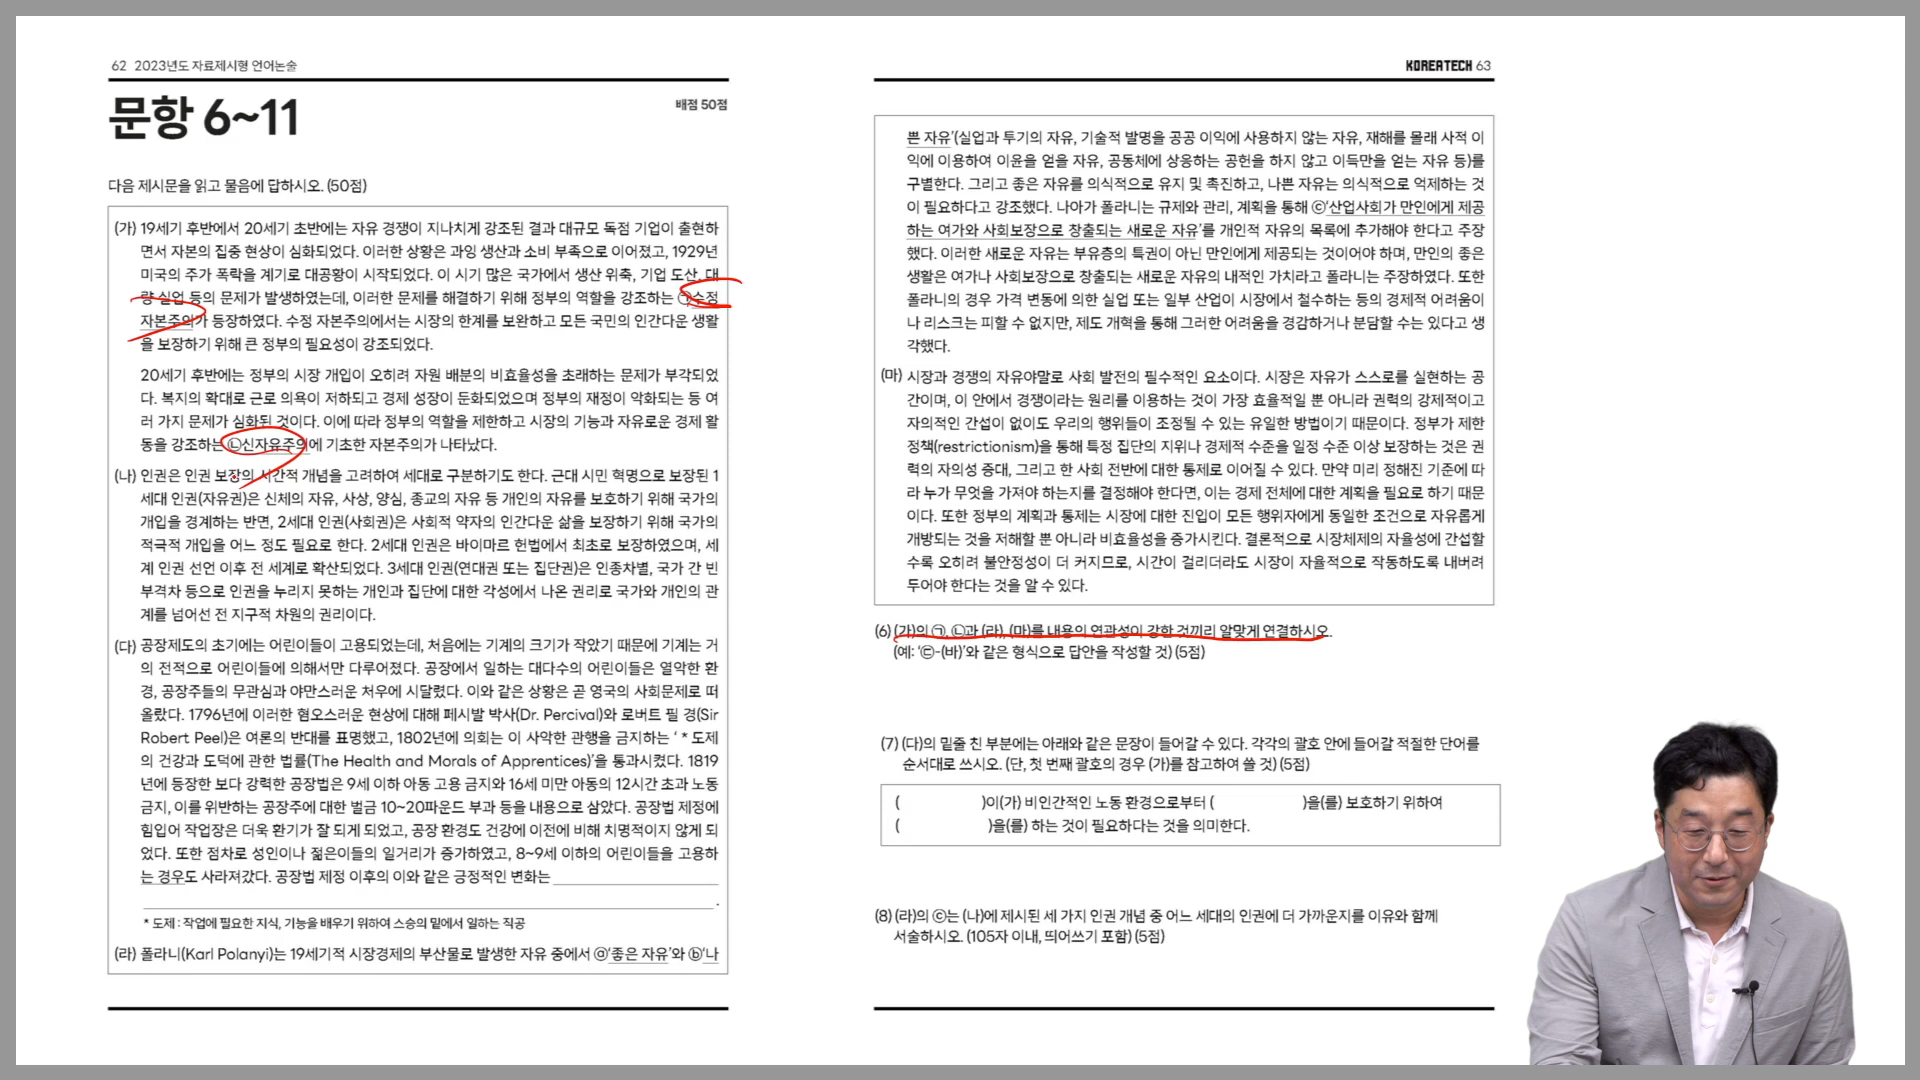 62 2023년도 자료제시형 언어논술
문항 6~11
배점 50점
다음 제시문을 읽고 물음에 답하시오. (50점)
(가) 19세기 후반에서 20세기 초반에는 자유 경쟁이 지나치게 강조된 결과 대규모 독점 기업이 출현하
면서 자본의 집중 현상이 심화되었다. 이러한 상황은 과잉 생산과 소비 부족으로 이어졌고, 1929년
미국의 주가 폭락을 계기로 대공황이 시작되었다. 이 시기 많은 국가에서 생산 위축, 기업 도산, 대
량 실업 등의 문제가 발생하였는데, 이러한 문제를 해결하기 위해 정부의 역할을 강조하는 ㉠수정
자본주의가 등장하였다. 수정 자본주의에서는 시장의 한계를 보완하고 모든 국민의 인간다운 생활
을 보장하기 위해 큰 정부의 필요성이 강조되었다.
20세기 후반에는 정부의 시장 개입이 오히려 자원 배분의 비효율성을 초래하는 문제가 부각되었
다. 복지의 확대로 근로 의욕이 저하되고 경제 성장이 둔화되었으며 정부의 재정이 악화되는 등 여
러 가지 문제가 심화된 것이다. 이에 따라 정부의 역할을 제한하고 시장의 기능과 자유로운 경제 활
동을 강조하는 ㉡신자유주의에 기초한 자본주의가 나타났다.
(나) 인권은 인권 보장의 시간적 개념을 고려하여 세대로 구분하기도 한다. 근대 시민 혁명으로 보장된 1
세대 인권(자유권)은 신체의 자유, 사상, 양심, 종교의 자유 등 개인의 자유를 보호하기 위해 국가의
개입을 경계하는 반면, 2세대 인권(사회권)은 사회적 약자의 인간다운 삶을 보장하기 위해 국가의
적극적 개입을 어느 정도 필요로 한다. 2세대 인권은 바이마르 헌법에서 최초로 보장하였으며, 세
계 인권 선언 이후 전 세계로 확산되었다. 3세대 인권(연대권 또는 집단권)은 인종차별, 국가 간 빈
부격차 등으로 인권을 누리지 못하는 개인과 집단에 대한 각성에서 나온 권리로 국가와 개인의 관
계를 넘어선 전 지구적 차원의 권리이다.
(다) 공장제도의 초기에는 어린이들이 고용되었는데, 처음에는 기계의 크기가 작았기 때문에 기계는 거
의 전적으로 어린이들에 의해서만 다루어졌다. 공장에서 일하는 대다수의 어린이들은 열악한 환
경, 공장주들의 무관심과 야만스러운 처우에 시달렸다. 이와 같은 상황은 곧 영국의 사회문제로 떠
올랐다. 1796년에 이러한 혐오스러운 현상에 대해 페시발 박사(Dr. Percival)와 로버트 필 경(Sir
Robert Peel)은 여론의 반대를 표명했고, 1802년에 의회는 이 사악한 관행을 금지하는 ‘ * 도제
의 건강과 도덕에 관한 법률(The Health and Morals of Apprentices)’을 통과시켰다. 1819
년에 등장한 보다 강력한 공장법은 9세 이하 아동 고용 금지와 16세 미만 아동의 12시간 초과 노동
금지, 이를 위반하는 공장주에 대한 벌금 10~20파운드 부과 등을 내용으로 삼았다. 공장법 제정에
힘입어 작업장은 더욱 환기가 잘 되게 되었고, 공장 환경도 건강에 이전에 비해 치명적이지 않게 되
었다. 또한 점차로 성인이나 젊은이들의 일거리가 증가하였고, 8~9세 이하의 어린이들을 고용하
는 경우도 사라져갔다. 공장법 제정 이후의 이와 같은 긍정적인 변화는
.
* 도제 : 작업에 필요한 지식, 기능을 배우기 위하여 스승의 밑에서 일하는 직공
(라) 폴라니(Karl Polanyi)는 19세기적 시장경제의 부산물로 발생한 자유 중에서 ⓐ‘좋은 자유’와 ⓑ‘나
KOREATECH 63
쁜 자유’(실업과 투기의 자유, 기술적 발명을 공공 이익에 사용하지 않는 자유, 재해를 몰래 사적 이
익에 이용하여 이윤을 얻을 자유, 공동체에 상응하는 공헌을 하지 않고 이득만을 얻는 자유 등)를
구별한다. 그리고 좋은 자유를 의식적으로 유지 및 촉진하고, 나쁜 자유는 의식적으로 억제하는 것
이 필요하다고 강조했다. 나아가 폴라니는 규제와 관리, 계획을 통해 ⓒ‘산업사회가 만인에게 제공
하는 여가와 사회보장으로 창출되는 새로운 자유’를 개인적 자유의 목록에 추가해야 한다고 주장
했다. 이러한 새로운 자유는 부유층의 특권이 아닌 만인에게 제공되는 것이어야 하며, 만인의 좋은
생활은 여가나 사회보장으로 창출되는 새로운 자유의 내적인 가치라고 폴라니는 주장하였다. 또한
폴라니의 경우 가격 변동에 의한 실업 또는 일부 산업이 시장에서 철수하는 등의 경제적 어려움이
나 리스크는 피할 수 없지만, 제도 개혁을 통해 그러한 어려움을 경감하거나 분담할 수는 있다고 생
각했다.
(마) 시장과 경쟁의 자유야말로 사회 발전의 필수적인 요소이다. 시장은 자유가 스스로를 실현하는 공
간이며, 이 안에서 경쟁이라는 원리를 이용하는 것이 가장 효율적일 뿐 아니라 권력의 강제적이고
자의적인 간섭이 없이도 우리의 행위들이 조정될 수 있는 유일한 방법이기 때문이다. 정부가 제한
정책(restrictionism)을 통해 특정 집단의 지위나 경제적 수준을 일정 수준 이상 보장하는 것은 권
력의 자의성 증대, 그리고 한 사회 전반에 대한 통제로 이어질 수 있다. 만약 미리 정해진 기준에 따
라 누가 무엇을 가져야 하는지를 결정해야 한다면, 이는 경제 전체에 대한 계획을 필요로 하기 때문
이다. 또한 정부의 계획과 통제는 시장에 대한 진입이 모든 행위자에게 동일한 조건으로 자유롭게
개방되는 것을 저해할 뿐 아니라 비효율성을 증가시킨다. 결론적으로 시장체제의 자율성에 간섭할
수록 오히려 불안정성이 더 커지므로, 시간이 걸리더라도 시장이 자율적으로 작동하도록 내버려
두어야 한다는 것을 알 수 있다.
(6) (가)의 ㉠, ㉡과 (라), (마)를 내용의 연관성이 강한 것끼리 알맞게 연결하시오.
(예: ‘㉢-(바)’와 같은 형식으로 답안을 작성할 것) (5점)
(7) (다)의 밑줄 친 부분에는 아래와 같은 문장이 들어갈 수 있다. 각각의 괄호 안에 들어갈 적절한 단어를
순서대로 쓰시오. (단, 첫 번째 괄호의 경우 (가)를 참고하여 쓸 것) (5점)
( )이(가) 비인간적인 노동 환경으로부터 ( )을(를) 보호하기 위하여
( )을(를) 하는 것이 필요하다는 것을 의미한다.
(8) (라)의 ⓒ는 (나)에 제시된 세 가지 인권 개념 중 어느 세대의 인권에 더 가까운지를 이유와 함께
서술하시오. (105자 이내, 띄어쓰기 포함) (5점)